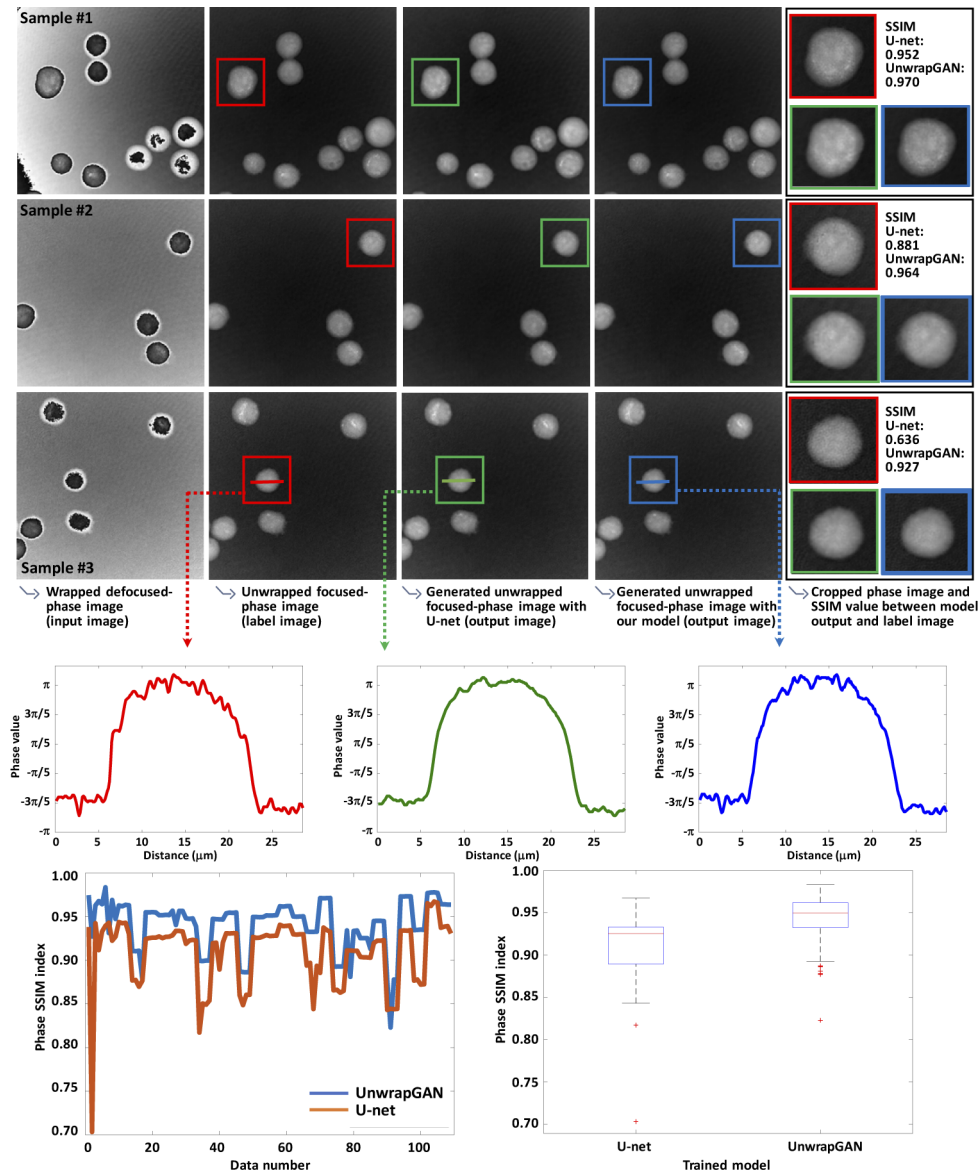 Sample #1
SSIM
U-net:
0.952
UnwrapGAN:
0.970
Sample #2
SSIM
U-net:
0.881
UnwrapGAN:
0.964
SSIM
U-net:
0.636
UnwrapGAN:
0.927
Sample #3
Wrapped defocused-
phase image
(input image)
Unwrapped focused-
phase image
(label image)
Generated unwrapped
focused-phase image with
U-net (output image)
Generated unwrapped
focused-phase image with
our model (output image)
Cropped phase image and
SSIM value between model
output and label image
Phase value
π
3π/5
π/5
-π/5
-3π/5
-π
0 5 10 15 20 25
Distance (μm)
Phase value
π
3π/5
π/5
-π/5
-3π/5
-π
0 5 10 15 20 25
Distance (μm)
Phase value
π
3π/5
π/5
-π/5
-3π/5
-π
0 5 10 15 20 25
Distance (μm)
Phase SSIM index
1.00
0.95
0.90
0.85
0.80
0.75
0.70
UnwrapGAN
U-net
0 20 40 60 80 100
Data number
Phase SSIM index
1.00
0.95
0.90
0.85
0.80
0.75
0.70
U-net UnwrapGAN
Trained model